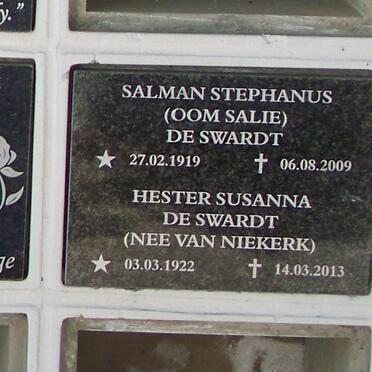 y."
SALMAN STEPHANUS
(OOM SALIE)
DE SWARDT
★ 27.02.1919 ✝ 06.08.2009
HESTER SUSANNA
DE SWARDT
(NEE VAN NIEKERK)
★ 03.03.1922 ✝ 14.03.2013
ge